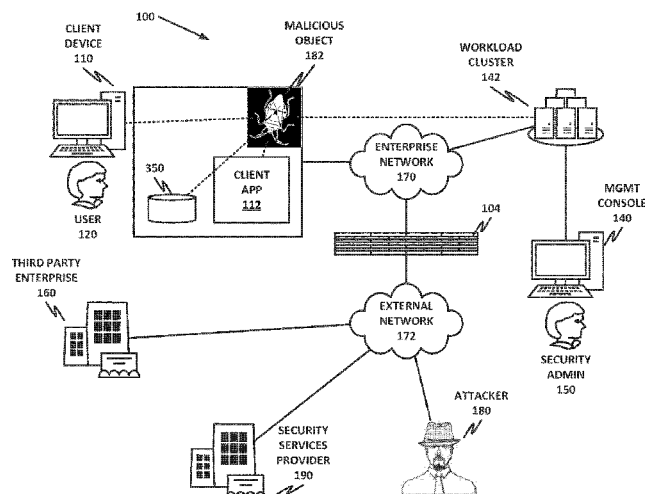 100
CLIENT
DEVICE
110
MALICIOUS
OBJECT
182
WORKLOAD
CLUSTER
142
350
CLIENT
APP
112
ENTERPRISE
NETWORK
170
USER
120
104
MGMT
CONSOLE
140
THIRD PARTY
ENTERPRISE
160
EXTERNAL
NETWORK
172
SECURITY
ADMIN
150
ATTACKER
180
SECURITY
SERVICES
PROVIDER
190